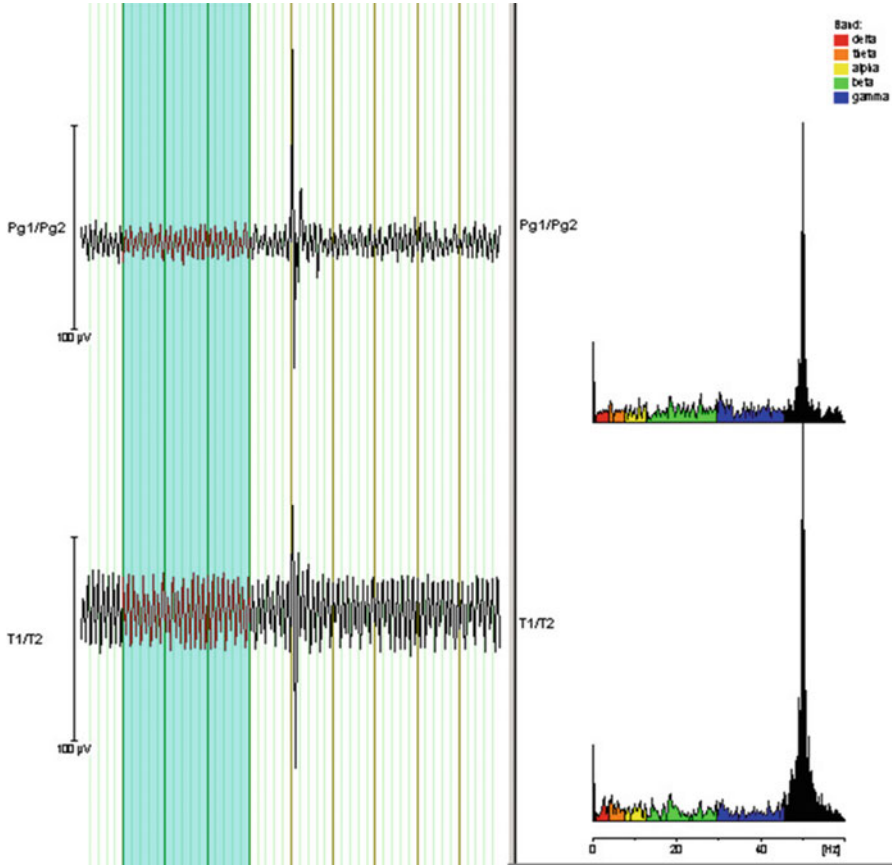 Band:
delta
theta
alpha
beta
gamma
Pg1/Pg2
100 µV
T1/T2
100 µV
Pg1/Pg2
T1/T2
0 20 40 [Hz]